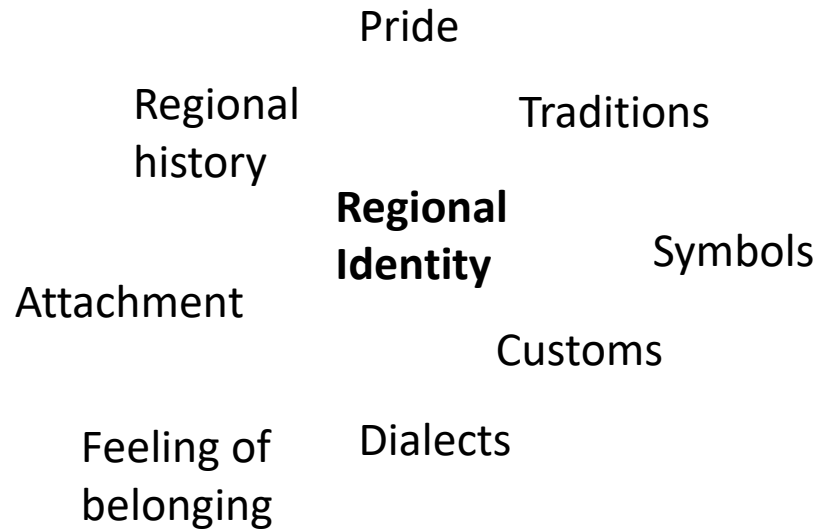 Pride
Regional
history
Traditions
Regional
Identity
Symbols
Attachment
Customs
Dialects
Feeling of
belonging